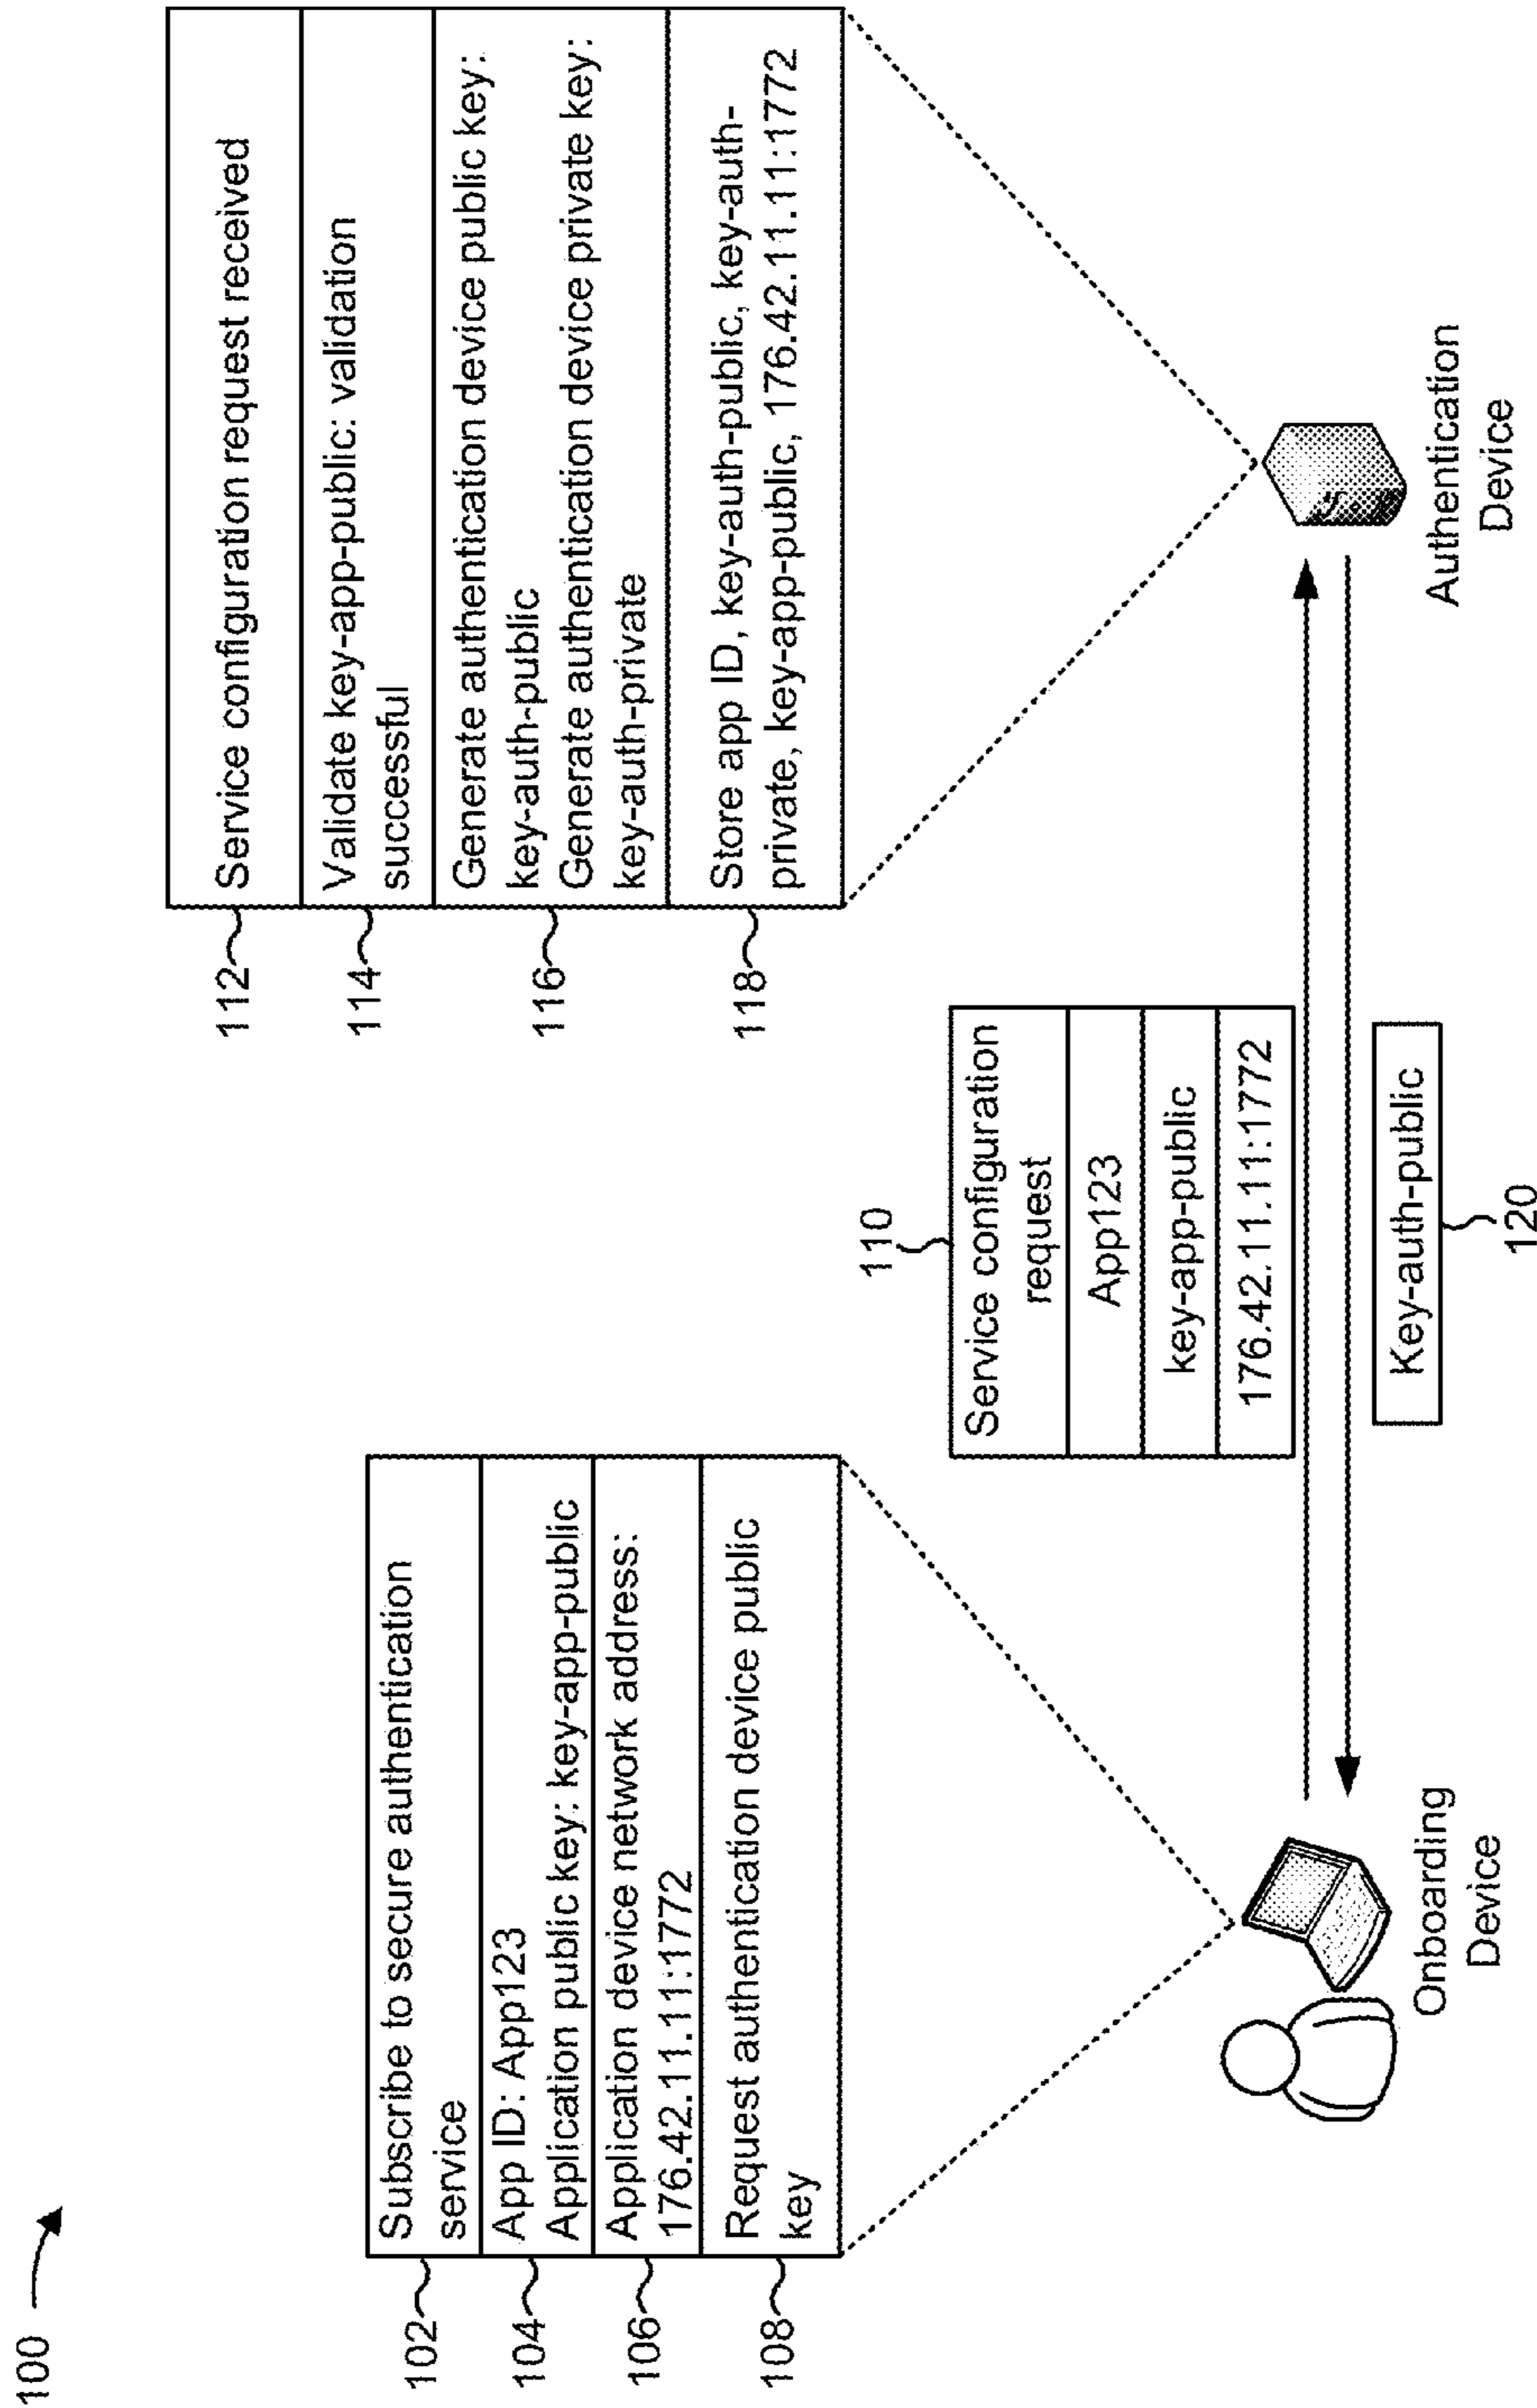 100
102
Subscribe to secure authentication
service
104
App ID: App123
Application public key: key-app-public
106
Application device network address:
176.42.11.11:1772
108
Request authentication device public
key
112
Service configuration request received
114
Validate key-app-public: validation
successful
116
Generate authentication device public key:
key-auth-public
Generate authentication device private key:
key-auth-private
118
Store app ID, key-auth-public, key-auth-
private, key-app-public, 176.42.11.11:1772
110
Service configuration
request
App123
key-app-public
176.42.11.11:1772
Key-auth-public
120
Onboarding
Device
Authentication
Device